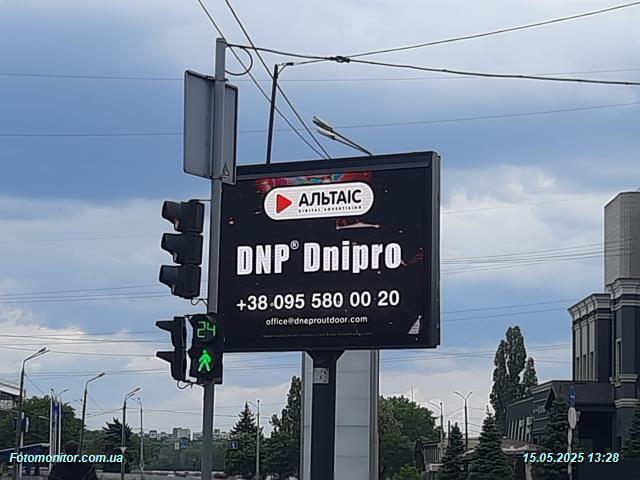 АЛЬТАІС
DIGITAL ADVERTISING
DNP® Dnipro
+38 095 580 00 20
office@dneproutdoor.com
24
Fotomonitor.com.ua
15.05.2025 13:28